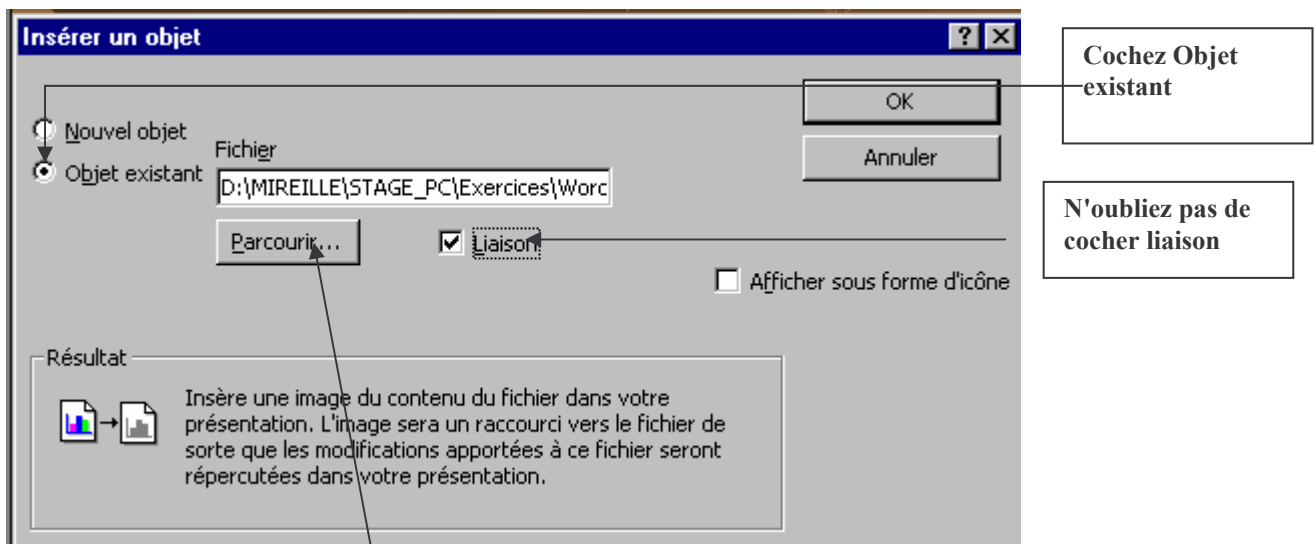 Insérer un objet
Cochez Objet
existant
OK
Nouvel objet
Fichier
Annuler
Objet existant
D:\MIREILLE\STAGE_PC\Exercices\Worc
N'oubliez pas de
cocher liaison
Parcourir...
Liaison
Afficher sous forme d'icône
Résultat
Insère une image du contenu du fichier dans votre
présentation. L'image sera un raccourci vers le fichier de
sorte que les modifications apportées à ce fichier seront
répercutées dans votre présentation.